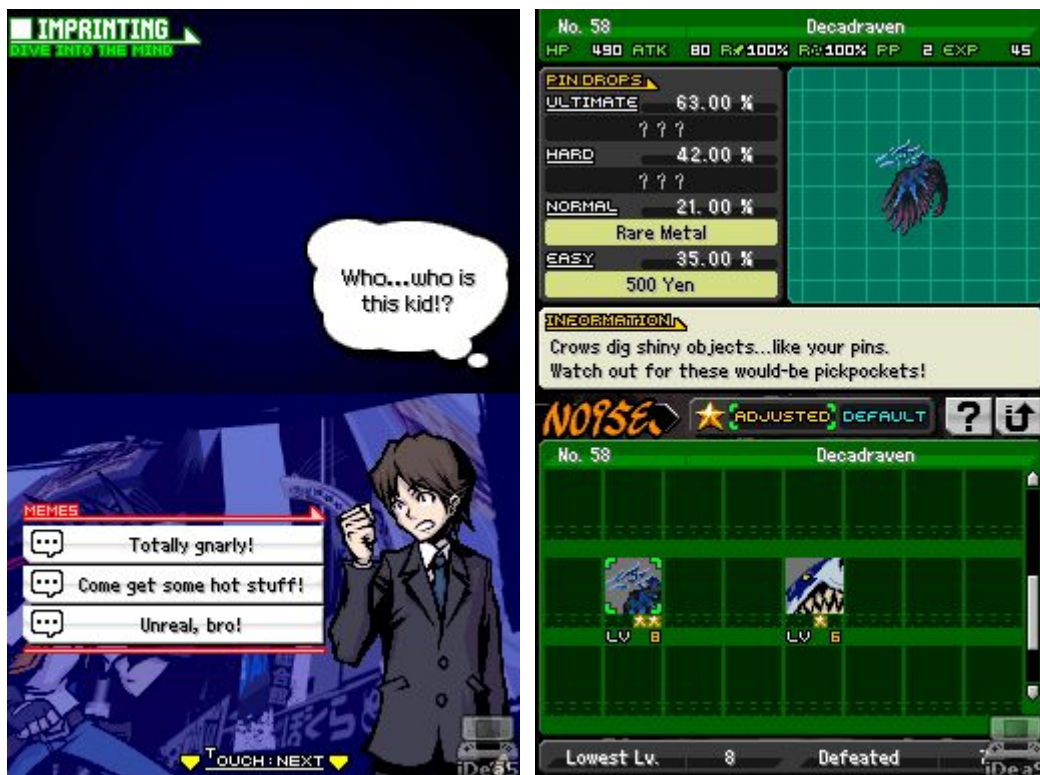 IMPRINTING
DIVE INTO THE MIND
Who...who is
this kid!?
MEMES
Totally gnarly!
Come get some hot stuff!
Unreal, bro!
TOUCH:NEXT
iDeaS
No. 58 Decadraven
HP 490 ATK 80 R 100% R 100% PP 2 EXP 45
PIN DROPS
ULTIMATE 63.00 %
? ? ?
HARD 42.00 %
? ? ?
NORMAL 21.00 %
Rare Metal
EASY 35.00 %
500 Yen
INFORMATION
Crows dig shiny objects...like your pins.
Watch out for these would-be pickpockets!
NOISE ADJUSTED DEFAULT ?
No. 58 Decadraven
LV 8 LV 6
Lowest Lv. 8 Defeated
iDeaS